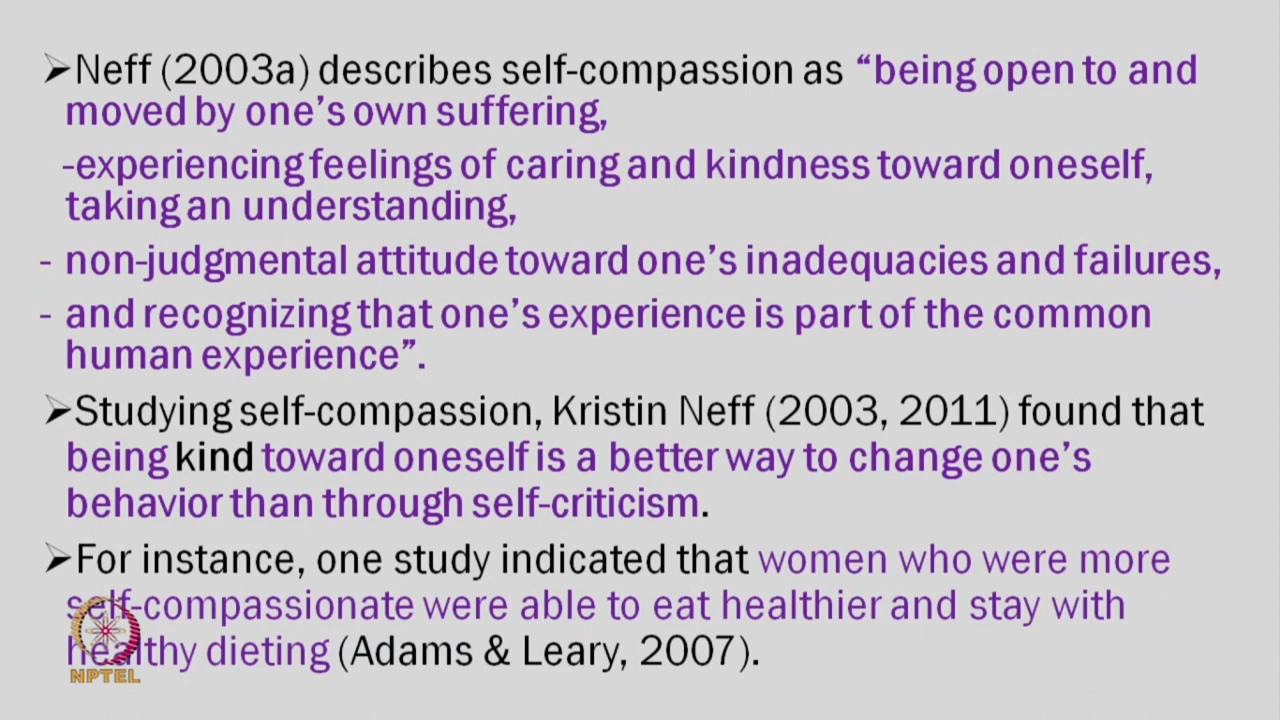 ➢Neff (2003a) describes self-compassion as “being open to and
moved by one’s own suffering,
-experiencing feelings of caring and kindness toward oneself,
taking an understanding,
- non-judgmental attitude toward one’s inadequacies and failures,
- and recognizing that one’s experience is part of the common
human experience”.
➢Studying self-compassion, Kristin Neff (2003, 2011) found that
being kind toward oneself is a better way to change one’s
behavior than through self-criticism.
➢For instance, one study indicated that women who were more
self-compassionate were able to eat healthier and stay with
healthy dieting (Adams & Leary, 2007).
NPTEL